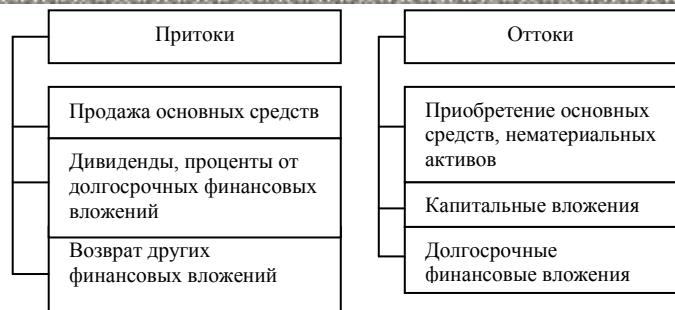 Притоки
Продажа основных средств
Дивиденды, проценты от
долгосрочных финансовых
вложений
Возврат других
финансовых вложений
Оттоки
Приобретение основных
средств, нематериальных
активов
Капитальные вложения
Долгосрочные
финансовые вложения